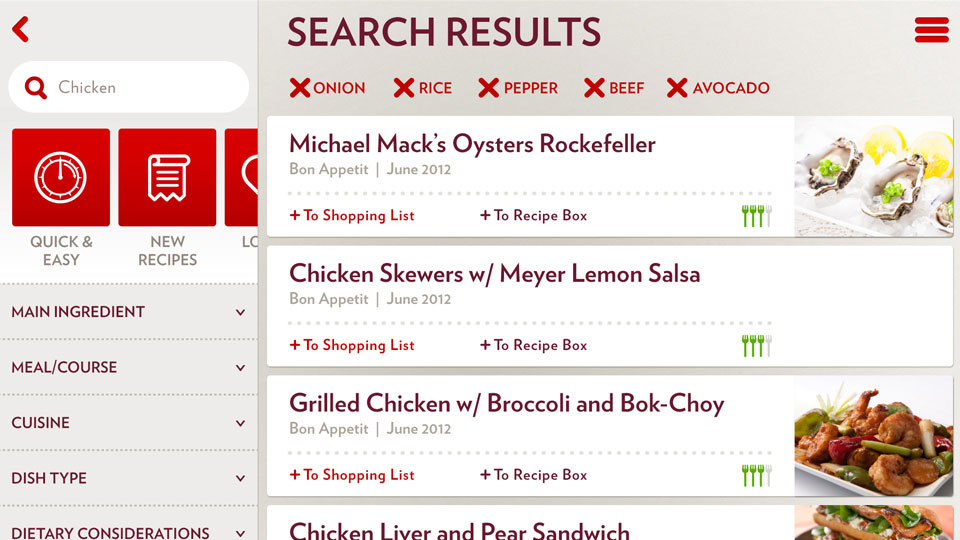 SEARCH RESULTS
Chicken
ONION RICE PEPPER BEEF AVOCADO
QUICK &
EASY
NEW
RECIPES
LO
MAIN INGREDIENT
MEAL/COURSE
CUISINE
DISH TYPE
DIETARY CONSIDERATIONS
Michael Mack's Oysters Rockefeller
Bon Appetit | June 2012
+ To Shopping List + To Recipe Box
Chicken Skewers w/ Meyer Lemon Salsa
Bon Appetit | June 2012
+ To Shopping List + To Recipe Box
Grilled Chicken w/ Broccoli and Bok-Choy
Bon Appetit | June 2012
+ To Shopping List + To Recipe Box
Chicken Liver and Pear Sandwich